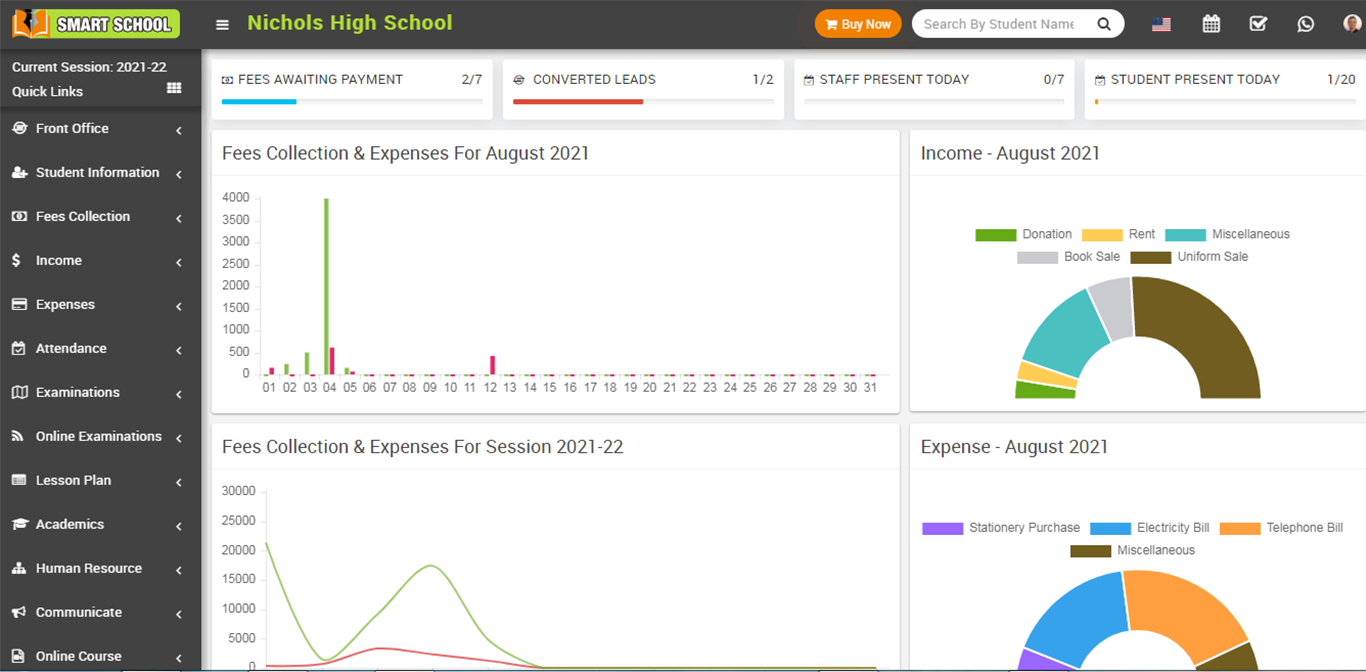 SMART SCHOOL
Nichols High School
Buy Now
Search By Student Name
Current Session: 2021-22
Quick Links
Front Office
Student Information
Fees Collection
Income
Expenses
Attendance
Examinations
Online Examinations
Lesson Plan
Academics
Human Resource
Communicate
Online Course
FEES AWAITING PAYMENT 2/7
CONVERTED LEADS 1/2
STAFF PRESENT TODAY 0/7
STUDENT PRESENT TODAY 1/20
Fees Collection & Expenses For August 2021
4000
3500
3000
2500
2000
1500
1000
500
0
01 02 03 04 05 06 07 08 09 10 11 12 13 14 15 16 17 18 19 20 21 22 23 24 25 26 27 28 29 30 31
Income - August 2021
Donation Rent Miscellaneous
Book Sale Uniform Sale
Fees Collection & Expenses For Session 2021-22
30000
25000
20000
15000
10000
5000
0
Expense - August 2021
Stationery Purchase Electricity Bill Telephone Bill
Miscellaneous